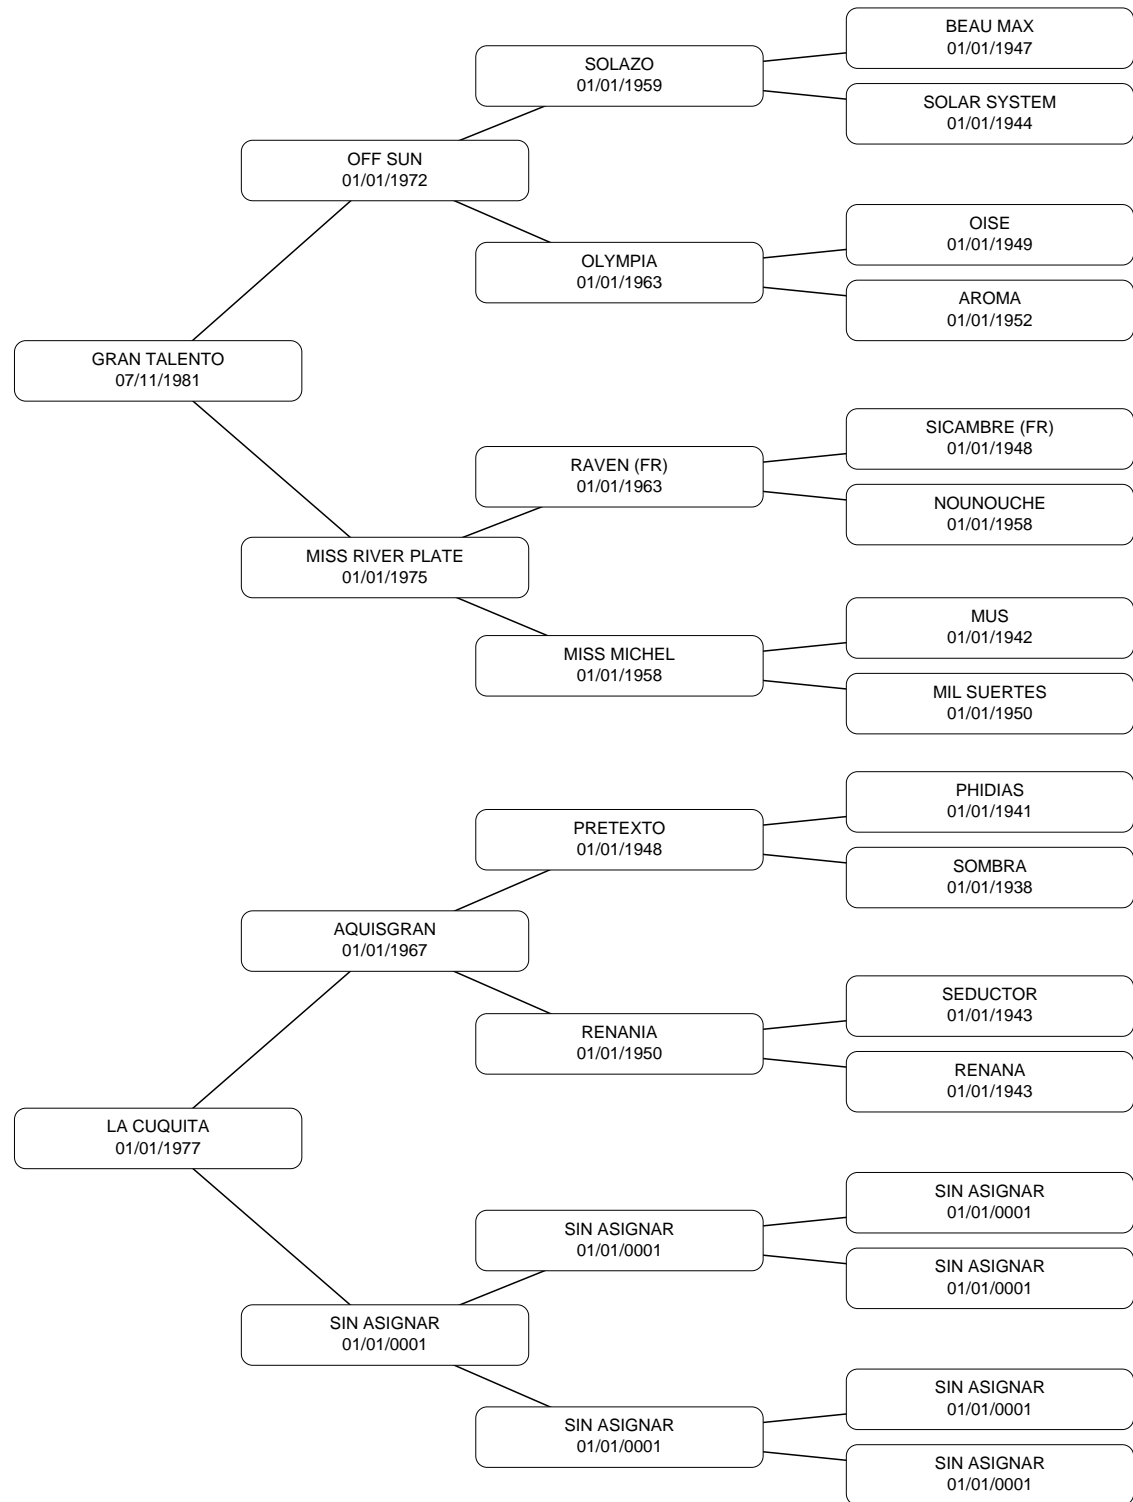 BEAU MAX
01/01/1947
SOLAZO
01/01/1959
SOLAR SYSTEM
01/01/1944
OFF SUN
01/01/1972
OISE
01/01/1949
OLYMPIA
01/01/1963
AROMA
01/01/1952
GRAN TALENTO
07/11/1981
SICAMBRE (FR)
01/01/1948
RAVEN (FR)
01/01/1963
NOUNOUCHE
01/01/1958
MISS RIVER PLATE
01/01/1975
MUS
01/01/1942
MISS MICHEL
01/01/1958
MIL SUERTES
01/01/1950
PHIDIAS
01/01/1941
PRETEXTO
01/01/1948
SOMBRA
01/01/1938
AQUISGRAN
01/01/1967
SEDUCTOR
01/01/1943
RENANIA
01/01/1950
RENANA
01/01/1943
LA CUQUITA
01/01/1977
SIN ASIGNAR
01/01/0001
SIN ASIGNAR
01/01/0001
SIN ASIGNAR
01/01/0001
SIN ASIGNAR
01/01/0001
SIN ASIGNAR
01/01/0001
SIN ASIGNAR
01/01/0001
SIN ASIGNAR
01/01/0001